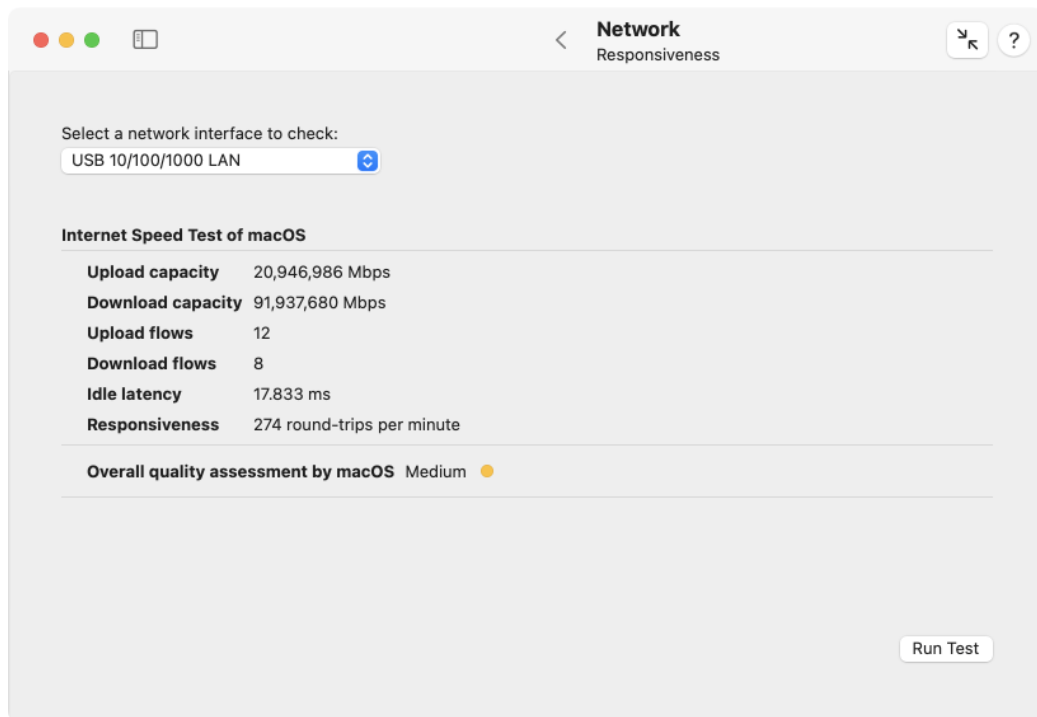 Network
Responsiveness
?
Select a network interface to check:
USB 10/100/1000 LAN
Internet Speed Test of macOS
Upload capacity 20,946,986 Mbps
Download capacity 91,937,680 Mbps
Upload flows 12
Download flows 8
Idle latency 17.833 ms
Responsiveness 274 round-trips per minute
Overall quality assessment by macOS Medium
Run Test